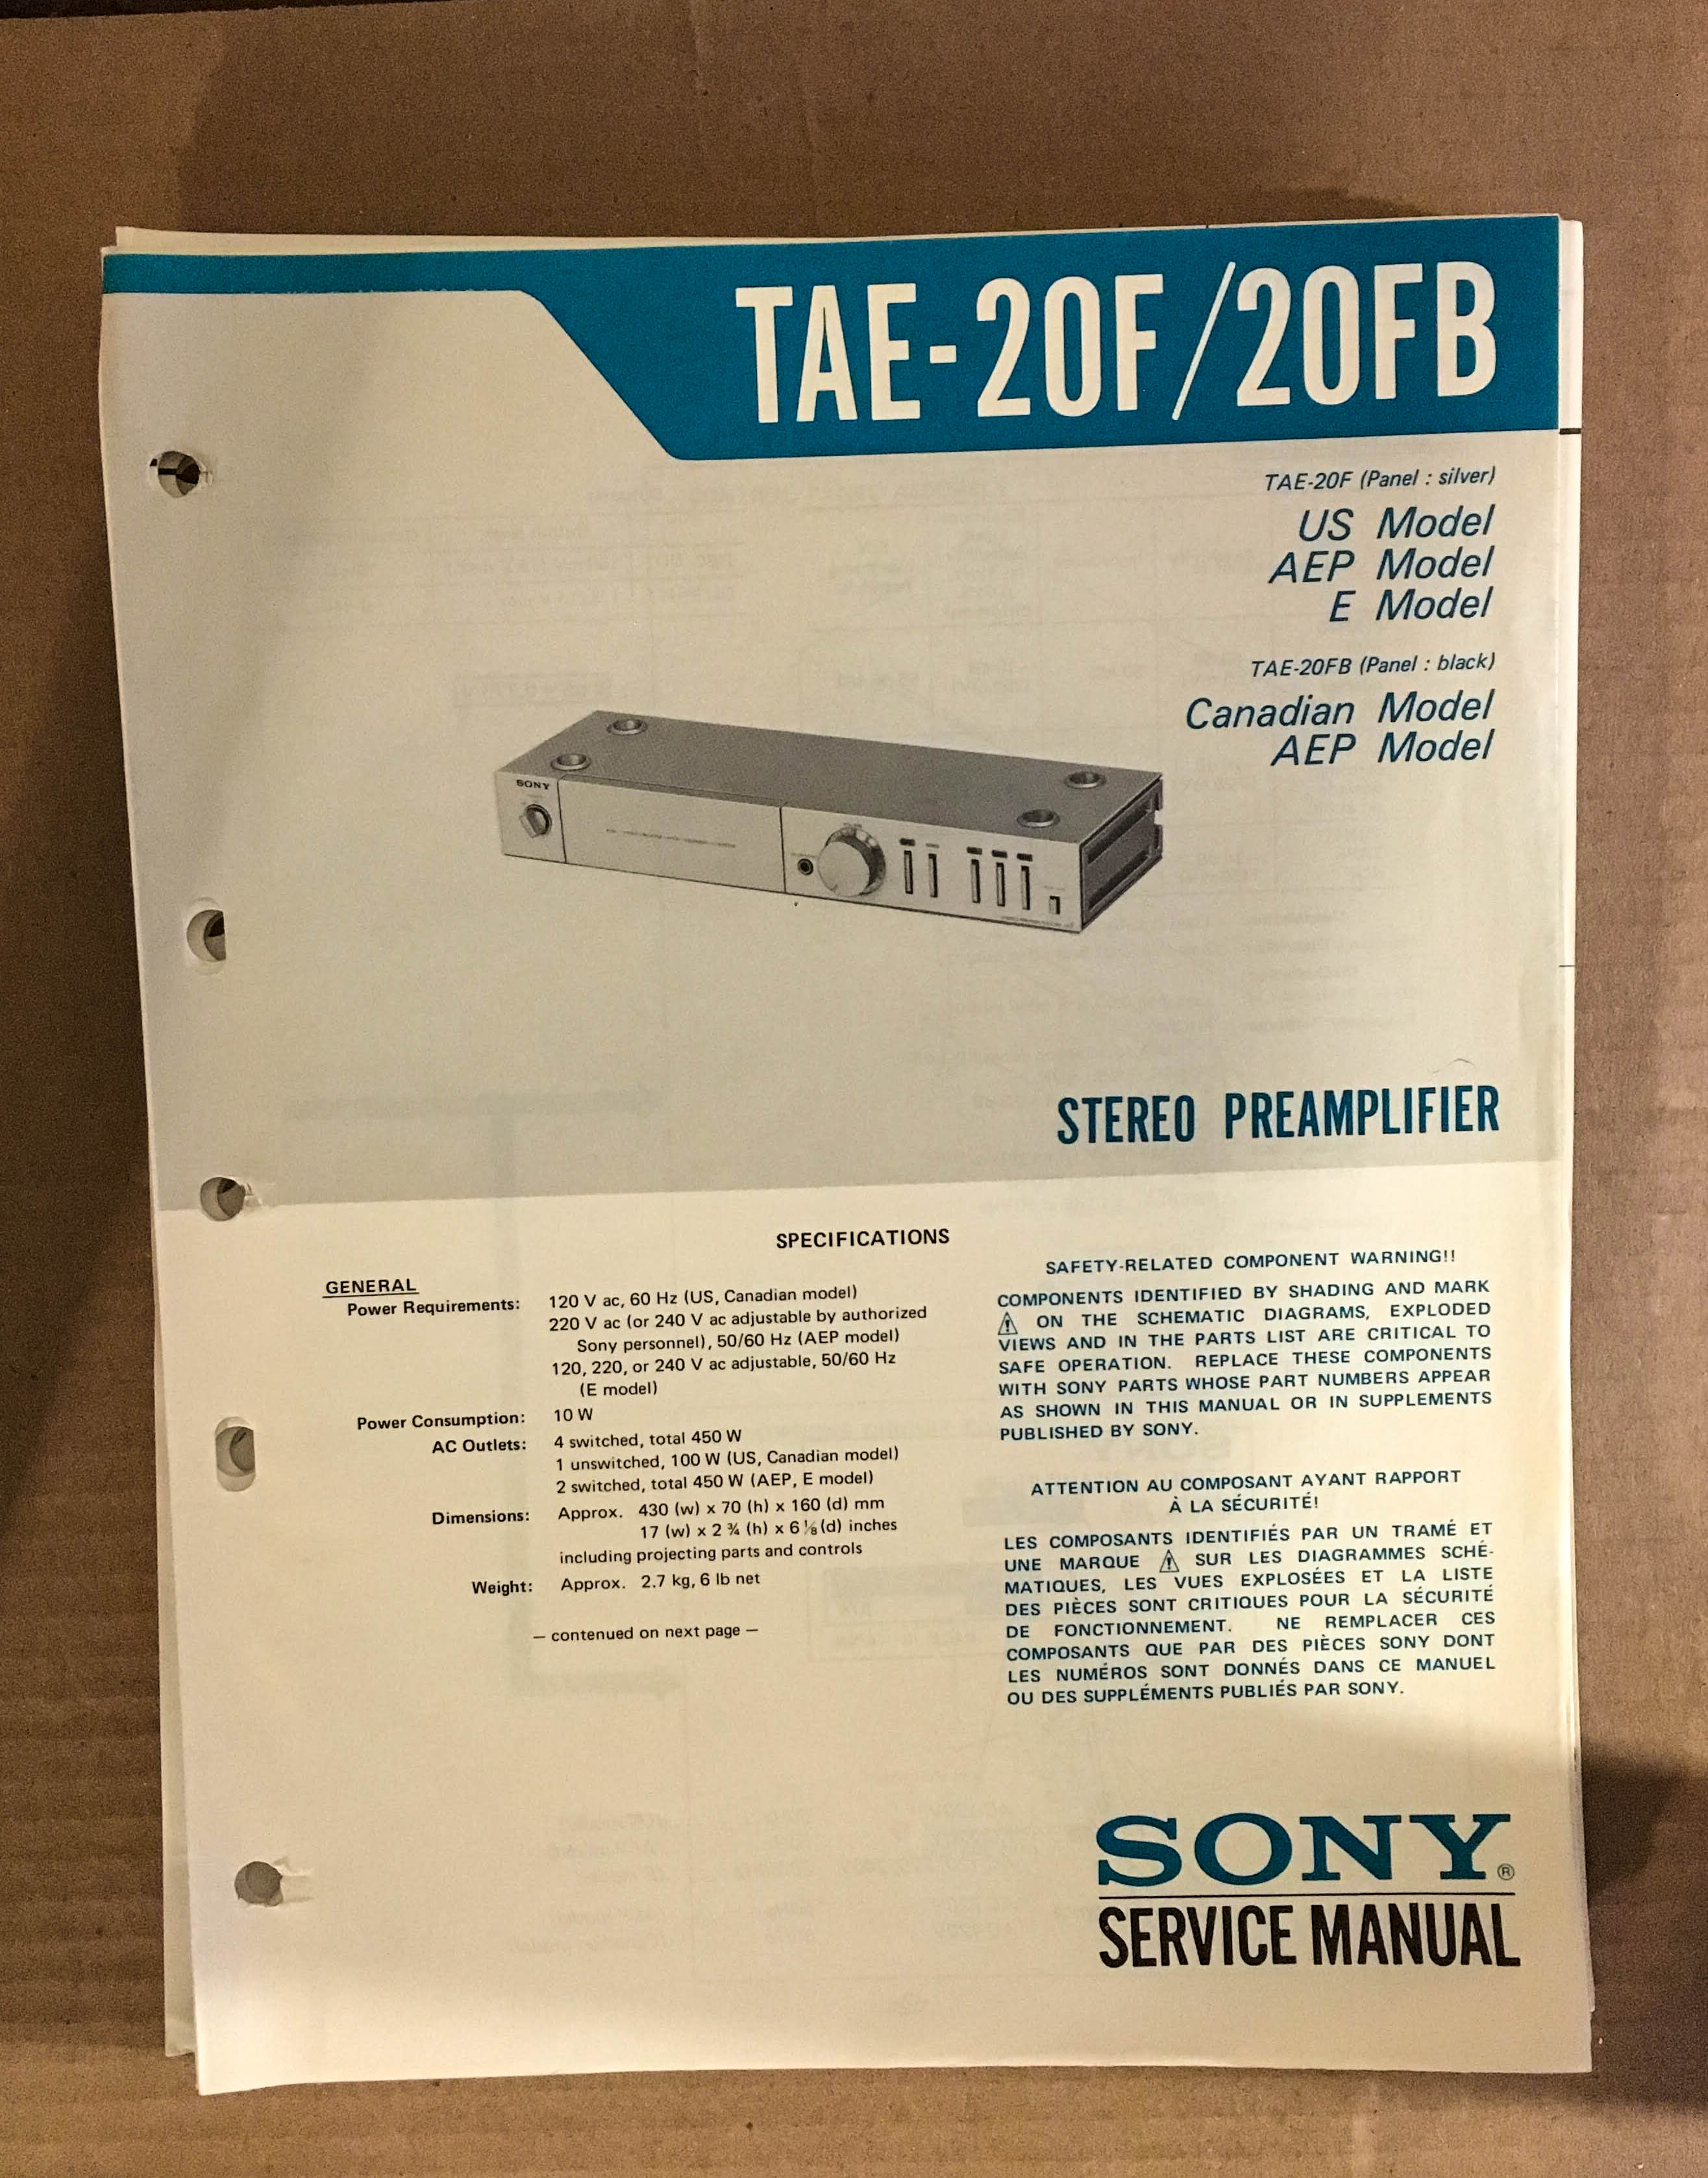 TAE-20F/20FB
TAE-20F (Panel : silver)
US Model
AEP Model
E Model
TAE-20FB (Panel : black)
Canadian Model
AEP Model
SONY
STEREO PREAMPLIFIER
SPECIFICATIONS
GENERAL
Power Requirements: 120 V ac, 60 Hz (US, Canadian model)
220 V ac (or 240 V ac adjustable by authorized
Sony personnel), 50/60 Hz (AEP model)
120, 220, or 240 V ac adjustable, 50/60 Hz
(E model)
Power Consumption: 10 W
AC Outlets: 4 switched, total 450 W
1 unswitched, 100 W (US, Canadian model)
2 switched, total 450 W (AEP, E model)
Dimensions: Approx. 430 (w) x 70 (h) x 160 (d) mm
17 (w) x 2 ¾ (h) x 6 ⅛ (d) inches
including projecting parts and controls
Weight: Approx. 2.7 kg, 6 lb net
— contenued on next page —
SAFETY-RELATED COMPONENT WARNING!!
COMPONENTS IDENTIFIED BY SHADING AND MARK
⚠ ON THE SCHEMATIC DIAGRAMS, EXPLODED
VIEWS AND IN THE PARTS LIST ARE CRITICAL TO
SAFE OPERATION. REPLACE THESE COMPONENTS
WITH SONY PARTS WHOSE PART NUMBERS APPEAR
AS SHOWN IN THIS MANUAL OR IN SUPPLEMENTS
PUBLISHED BY SONY.
ATTENTION AU COMPOSANT AYANT RAPPORT
À LA SÉCURITÉ!
LES COMPOSANTS IDENTIFIÉS PAR UN TRAMÉ ET
UNE MARQUE ⚠ SUR LES DIAGRAMMES SCHÉ-
MATIQUES, LES VUES EXPLOSÉES ET LA LISTE
DES PIÈCES SONT CRITIQUES POUR LA SÉCURITÉ
DE FONCTIONNEMENT. NE REMPLACER CES
COMPOSANTS QUE PAR DES PIÈCES SONY DONT
LES NUMÉROS SONT DONNÉS DANS CE MANUEL
OU DES SUPPLÉMENTS PUBLIÉS PAR SONY.
SONY®
SERVICE MANUAL